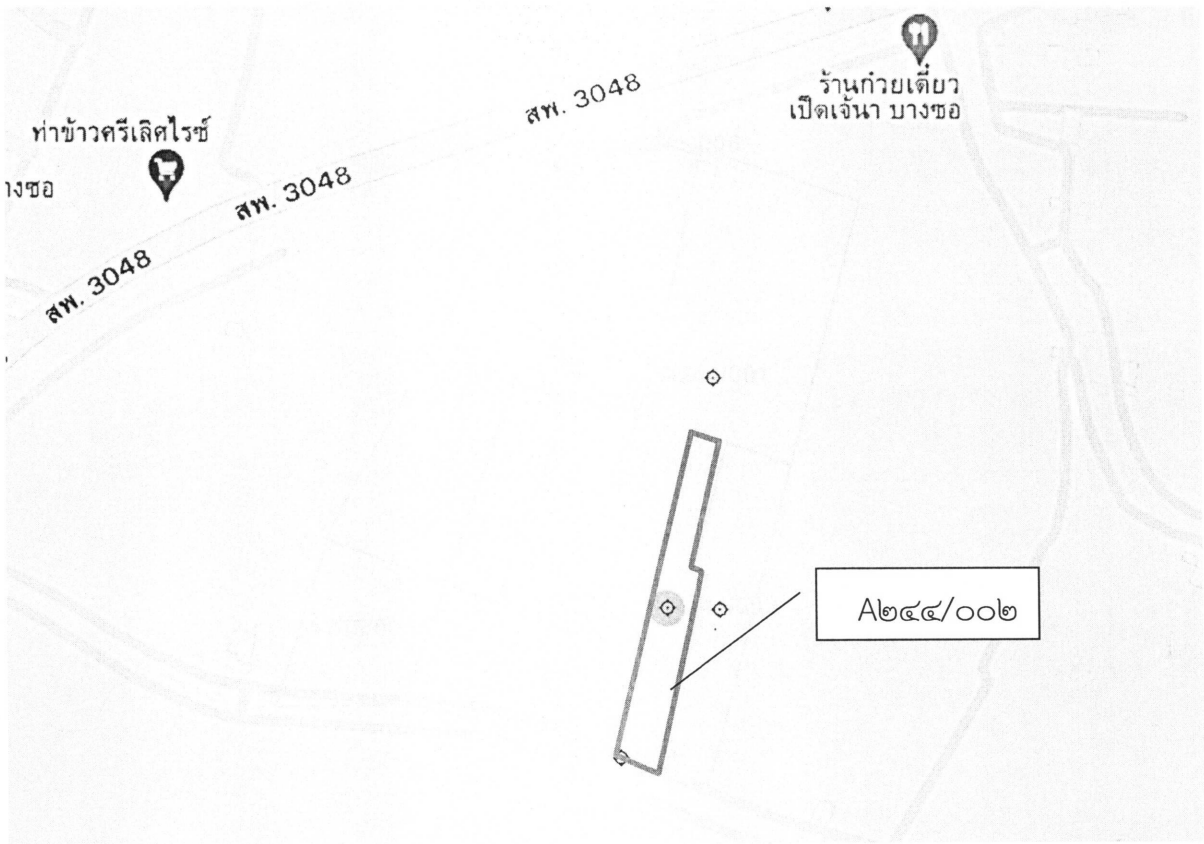 สพ. 3048
ร้านก๋วยเตี๋ยว
เป็ดเจ้นา บางซอ
ท่าข้าวศรีเลิศไรซ์
างซอ
สพ. 3048
สพ. 3048
A๒๔๔/๐๐๒